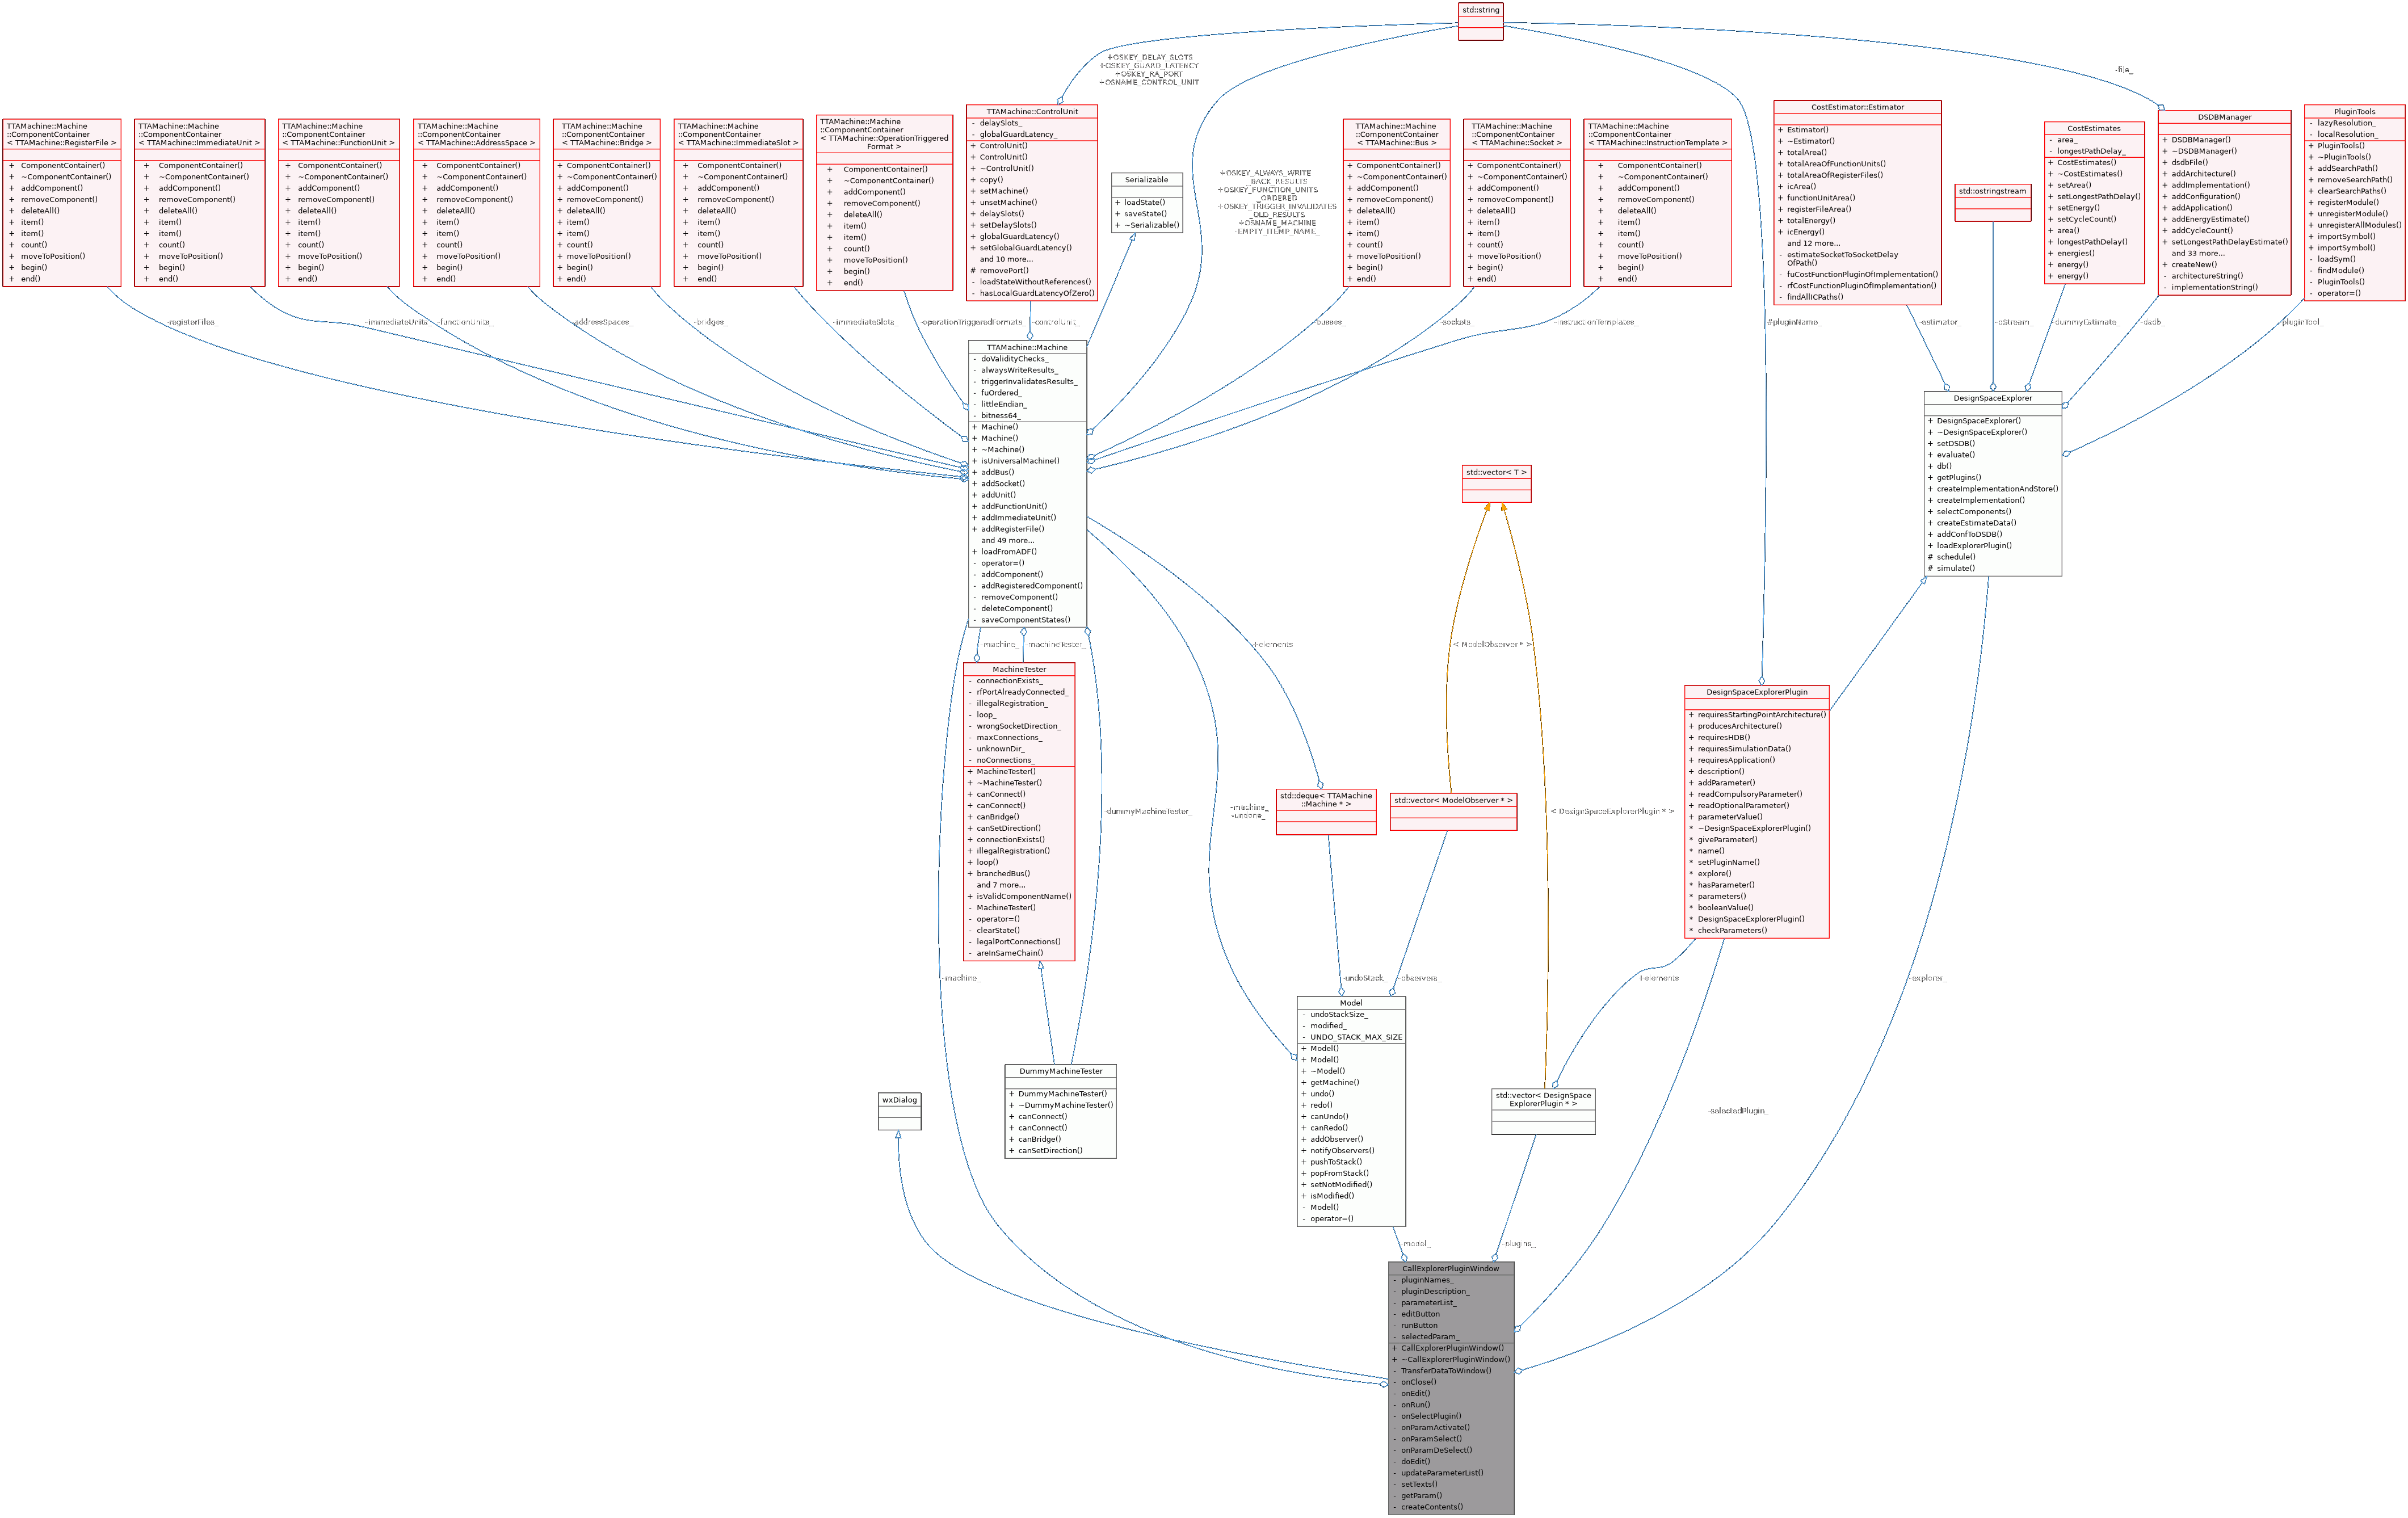 std::string
+OSKEY_DELAY_SLOTS
+OSKEY_GUARD_LATENCY
+OSKEY_RA_PORT
+OSNAME_CONTROL_UNIT
-file_
TTAMachine::Machine
::ComponentContainer
< TTAMachine::RegisterFile >
+ ComponentContainer()
+ ~ComponentContainer()
+ addComponent()
+ removeComponent()
+ deleteAll()
+ item()
+ item()
+ count()
+ moveToPosition()
+ begin()
+ end()
TTAMachine::Machine
::ComponentContainer
< TTAMachine::ImmediateUnit >
+ ComponentContainer()
+ ~ComponentContainer()
+ addComponent()
+ removeComponent()
+ deleteAll()
+ item()
+ item()
+ count()
+ moveToPosition()
+ begin()
+ end()
TTAMachine::Machine
::ComponentContainer
< TTAMachine::FunctionUnit >
+ ComponentContainer()
+ ~ComponentContainer()
+ addComponent()
+ removeComponent()
+ deleteAll()
+ item()
+ item()
+ count()
+ moveToPosition()
+ begin()
+ end()
TTAMachine::Machine
::ComponentContainer
< TTAMachine::AddressSpace >
+ ComponentContainer()
+ ~ComponentContainer()
+ addComponent()
+ removeComponent()
+ deleteAll()
+ item()
+ item()
+ count()
+ moveToPosition()
+ begin()
+ end()
TTAMachine::Machine
::ComponentContainer
< TTAMachine::Bridge >
+ ComponentContainer()
+ ~ComponentContainer()
+ addComponent()
+ removeComponent()
+ deleteAll()
+ item()
+ item()
+ count()
+ moveToPosition()
+ begin()
+ end()
TTAMachine::Machine
::ComponentContainer
< TTAMachine::ImmediateSlot >
+ ComponentContainer()
+ ~ComponentContainer()
+ addComponent()
+ removeComponent()
+ deleteAll()
+ item()
+ item()
+ count()
+ moveToPosition()
+ begin()
+ end()
TTAMachine::Machine
::ComponentContainer
< TTAMachine::OperationTriggered
Format >
+ ComponentContainer()
+ ~ComponentContainer()
+ addComponent()
+ removeComponent()
+ deleteAll()
+ item()
+ item()
+ count()
+ moveToPosition()
+ begin()
+ end()
TTAMachine::ControlUnit
- delaySlots_
- globalGuardLatency_
+ ControlUnit()
+ ControlUnit()
+ ~ControlUnit()
+ copy()
+ setMachine()
+ unsetMachine()
+ delaySlots()
+ setDelaySlots()
+ globalGuardLatency()
+ setGlobalGuardLatency()
and 10 more...
# removePort()
- loadStateWithoutReferences()
- hasLocalGuardLatencyOfZero()
Serializable
+ loadState()
+ saveState()
+ ~Serializable()
+OSKEY_ALWAYS_WRITE
_BACK_RESULTS
+OSKEY_FUNCTION_UNITS
_ORDERED
+OSKEY_TRIGGER_INVALIDATES
_OLD_RESULTS
+OSNAME_MACHINE
-EMPTY_ITEMP_NAME_
TTAMachine::Machine
::ComponentContainer
< TTAMachine::Bus >
+ ComponentContainer()
+ ~ComponentContainer()
+ addComponent()
+ removeComponent()
+ deleteAll()
+ item()
+ item()
+ count()
+ moveToPosition()
+ begin()
+ end()
TTAMachine::Machine
::ComponentContainer
< TTAMachine::Socket >
+ ComponentContainer()
+ ~ComponentContainer()
+ addComponent()
+ removeComponent()
+ deleteAll()
+ item()
+ item()
+ count()
+ moveToPosition()
+ begin()
+ end()
TTAMachine::Machine
::ComponentContainer
< TTAMachine::InstructionTemplate >
+ ComponentContainer()
+ ~ComponentContainer()
+ addComponent()
+ removeComponent()
+ deleteAll()
+ item()
+ item()
+ count()
+ moveToPosition()
+ begin()
+ end()
CostEstimator::Estimator
+ Estimator()
+ ~Estimator()
+ totalArea()
+ totalAreaOfFunctionUnits()
+ totalAreaOfRegisterFiles()
+ icArea()
+ functionUnitArea()
+ registerFileArea()
+ totalEnergy()
+ icEnergy()
and 12 more...
- estimateSocketToSocketDelay
OfPath()
- fuCostFunctionPluginOfImplementation()
- rfCostFunctionPluginOfImplementation()
- findAllICPaths()
std::ostringstream
CostEstimates
- area_
- longestPathDelay_
+ CostEstimates()
+ ~CostEstimates()
+ setArea()
+ setLongestPathDelay()
+ setEnergy()
+ setCycleCount()
+ area()
+ longestPathDelay()
+ energies()
+ energy()
+ energy()
DSDBManager
+ DSDBManager()
+ ~DSDBManager()
+ dsdbFile()
+ addArchitecture()
+ addImplementation()
+ addConfiguration()
+ addApplication()
+ addEnergyEstimate()
+ addCycleCount()
+ setLongestPathDelayEstimate()
and 33 more...
+ createNew()
- architectureString()
- implementationString()
PluginTools
- lazyResolution_
- localResolution_
+ PluginTools()
+ ~PluginTools()
+ addSearchPath()
+ removeSearchPath()
+ clearSearchPaths()
+ registerModule()
+ unregisterModule()
+ unregisterAllModules()
+ importSymbol()
+ importSymbol()
- loadSym()
- findModule()
- PluginTools()
- operator=()
-registerFiles_
-immediateUnits_
-functionUnits_
-addressSpaces_
-bridges_
-immediateSlots_
-operationTriggeredFormats_
-controlUnit_
-busses_
-sockets_
-instructionTemplates_
#pluginName_
-estimator_
-oStream_
-dummyEstimate_
-dsdb_
-pluginTool_
TTAMachine::Machine
- doValidityChecks_
- alwaysWriteResults_
- triggerInvalidatesResults_
- fuOrdered_
- littleEndian_
- bitness64_
+ Machine()
+ Machine()
+ ~Machine()
+ isUniversalMachine()
+ addBus()
+ addSocket()
+ addUnit()
+ addFunctionUnit()
+ addImmediateUnit()
+ addRegisterFile()
and 49 more...
+ loadFromADF()
- operator=()
- addComponent()
- addRegisteredComponent()
- removeComponent()
- deleteComponent()
- saveComponentStates()
DesignSpaceExplorer
+ DesignSpaceExplorer()
+ ~DesignSpaceExplorer()
+ setDSDB()
+ evaluate()
+ db()
+ getPlugins()
+ createImplementationAndStore()
+ createImplementation()
+ selectComponents()
+ createEstimateData()
+ addConfToDSDB()
+ loadExplorerPlugin()
# schedule()
# simulate()
std::vector< T >
-machine_
-machineTester_
+elements
< ModelObserver * >
MachineTester
- connectionExists_
- rfPortAlreadyConnected_
- illegalRegistration_
- loop_
- wrongSocketDirection_
- maxConnections_
- unknownDir_
- noConnections_
+ MachineTester()
+ ~MachineTester()
+ canConnect()
+ canConnect()
+ canBridge()
+ canSetDirection()
+ connectionExists()
+ illegalRegistration()
+ loop()
+ branchedBus()
and 7 more...
+ isValidComponentName()
- MachineTester()
- operator=()
- clearState()
- legalPortConnections()
- areInSameChain()
DesignSpaceExplorerPlugin
+ requiresStartingPointArchitecture()
+ producesArchitecture()
+ requiresHDB()
+ requiresSimulationData()
+ requiresApplication()
+ description()
+ addParameter()
+ readCompulsoryParameter()
+ readOptionalParameter()
+ parameterValue()
* ~DesignSpaceExplorerPlugin()
* giveParameter()
* name()
* setPluginName()
* explore()
* hasParameter()
* parameters()
* booleanValue()
* DesignSpaceExplorerPlugin()
* checkParameters()
-dummyMachineTester_
-machine_
-undone_
std::deque< TTAMachine
::Machine * >
std::vector< ModelObserver * >
< DesignSpaceExplorerPlugin * >
-machine_
-undoStack_
-observers_
+elements
-explorer_
Model
- undoStackSize_
- modified_
- UNDO_STACK_MAX_SIZE
+ Model()
+ Model()
+ ~Model()
+ getMachine()
+ undo()
+ redo()
+ canUndo()
+ canRedo()
+ addObserver()
+ notifyObservers()
+ pushToStack()
+ popFromStack()
+ setNotModified()
+ isModified()
- Model()
- operator=()
DummyMachineTester
+ DummyMachineTester()
+ ~DummyMachineTester()
+ canConnect()
+ canConnect()
+ canBridge()
+ canSetDirection()
wxDialog
std::vector< DesignSpace
ExplorerPlugin * >
-selectedPlugin_
-model_
-plugins_
CallExplorerPluginWindow
- pluginNames_
- pluginDescription_
- parameterList_
- editButton
- runButton
- selectedParam_
+ CallExplorerPluginWindow()
+ ~CallExplorerPluginWindow()
- TransferDataToWindow()
- onClose()
- onEdit()
- onRun()
- onSelectPlugin()
- onParamActivate()
- onParamSelect()
- onParamDeSelect()
- doEdit()
- updateParameterList()
- setTexts()
- getParam()
- createContents()